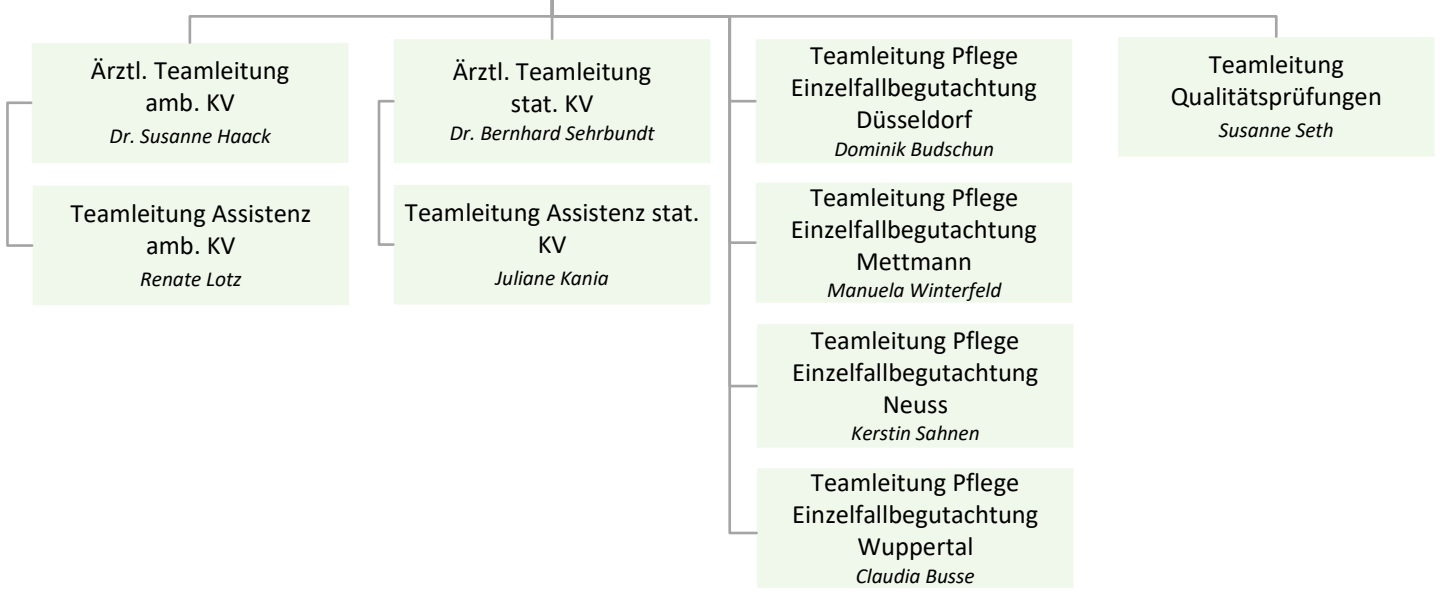 Ärztl. Teamleitung
amb. KV
Dr. Susanne Haack
Teamleitung Assistenz
amb. KV
Renate Lotz
Ärztl. Teamleitung
stat. KV
Dr. Bernhard Sehrbundt
Teamleitung Assistenz stat.
KV
Juliane Kania
Teamleitung Pflege
Einzelfallbegutachtung
Düsseldorf
Dominik Budschun
Teamleitung Pflege
Einzelfallbegutachtung
Mettmann
Manuela Winterfeld
Teamleitung Pflege
Einzelfallbegutachtung
Neuss
Kerstin Sahnen
Teamleitung Pflege
Einzelfallbegutachtung
Wuppertal
Claudia Busse
Teamleitung
Qualitätsprüfungen
Susanne Seth